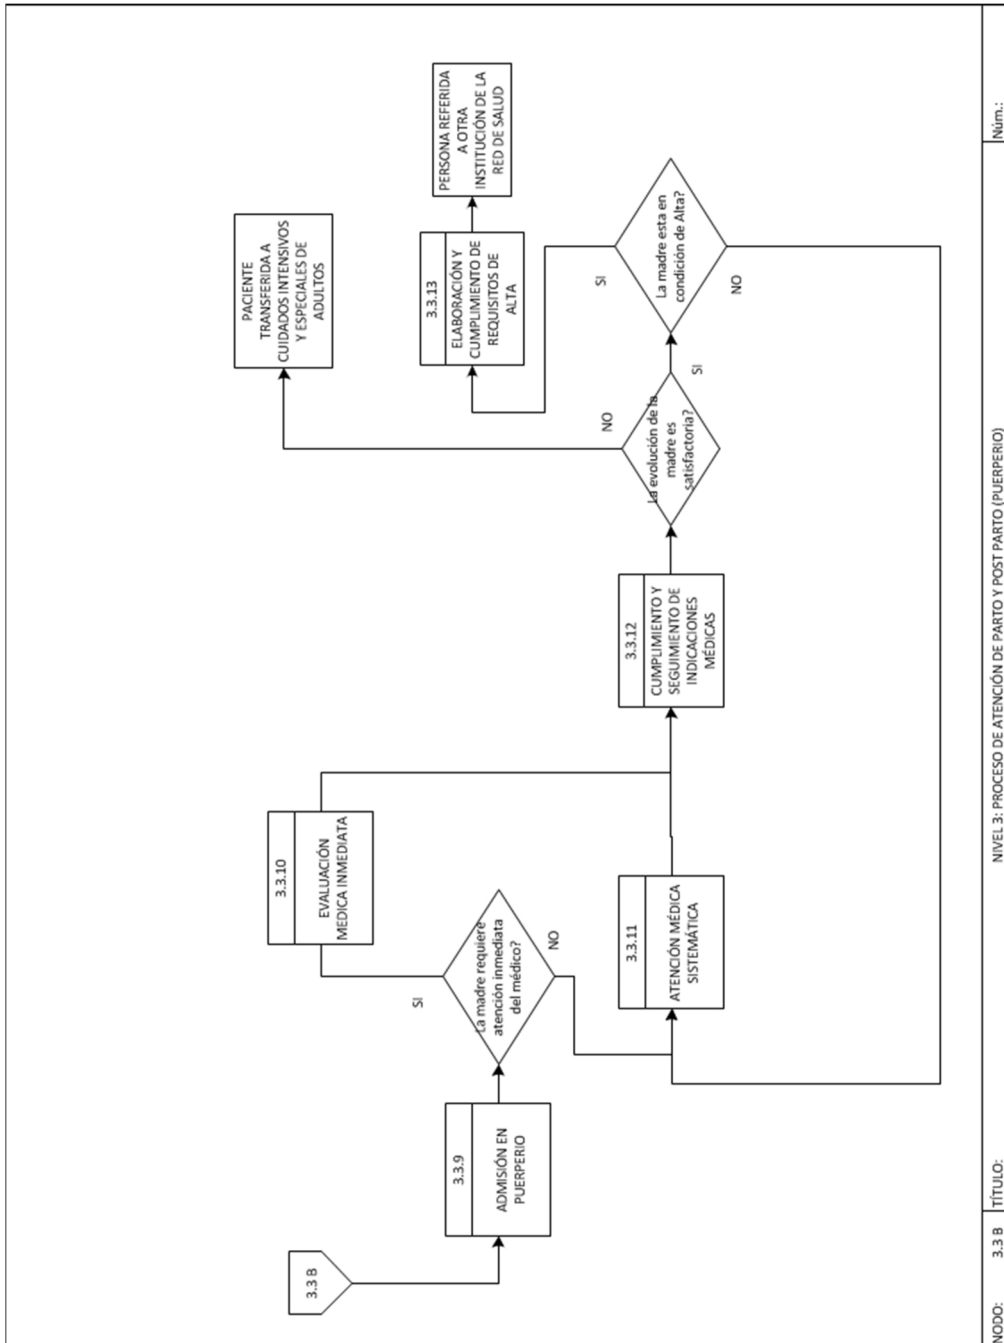 3.3 B
3.3.9
ADMISIÓN EN
PUERPERIO
La madre requiere
atención inmediata
del médico?
SI
NO
3.3.10
EVALUACIÓN
MEDICA INMEDIATA
3.3.11
ATENCIÓN MÉDICA
SISTEMÁTICA
3.3.12
CUMPLIMIENTO Y
SEGUIMIENTO DE
INDICACIONES
MÉDICAS
La evolución de la
madre es
satisfactoria?
NO
SI
PACIENTE
TRANSFERIDA A
CUIDADOS INTENSIVOS
Y ESPECIALES DE
ADULTOS
La madre esta en
condición de Alta?
SI
NO
3.3.13
ELABORACIÓN Y
CUMPLIMIENTO DE
REQUISITOS DE
ALTA
PERSONA REFERIDA
A OTRA
INSTITUCIÓN DE LA
RED DE SALUD
NODO: 3.3 B TÍTULO: NIVEL 3: PROCESO DE ATENCIÓN DE PARTO Y POST PARTO (PUERPERIO) Núm.: